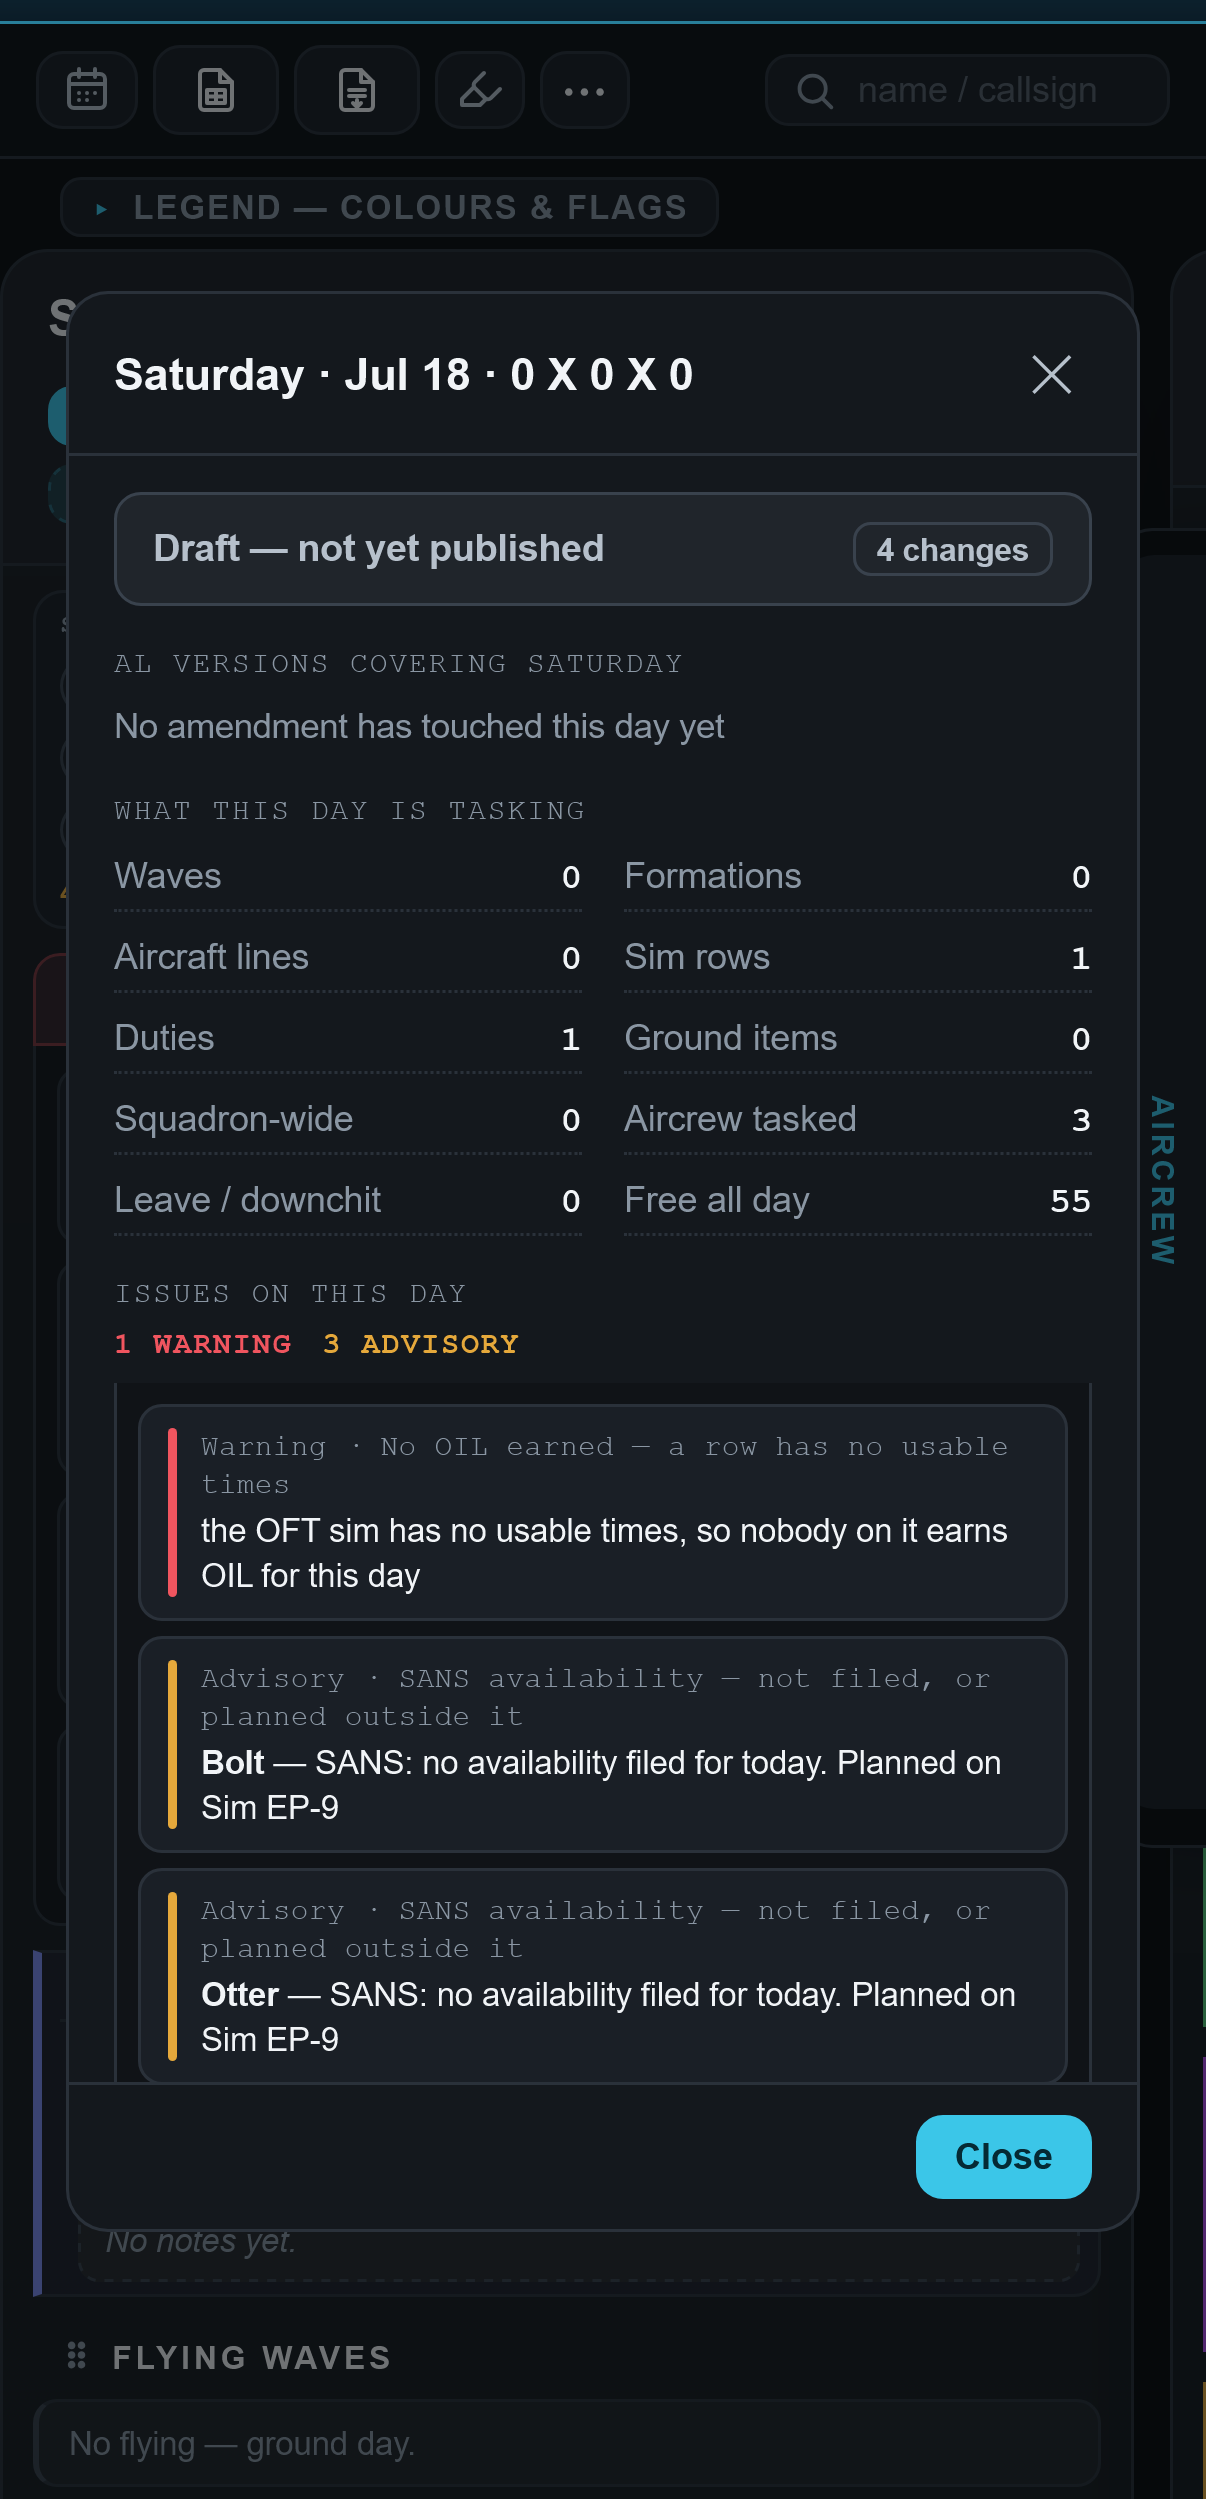 name / callsign
LEGEND — COLOURS & FLAGS
Saturday · Jul 18 · 0 X 0 X 0
Draft — not yet published
4 changes
AL VERSIONS COVERING SATURDAY
No amendment has touched this day yet
WHAT THIS DAY IS TASKING
Waves 0
Formations 0
Aircraft lines 0
Sim rows 1
Duties 1
Ground items 0
Squadron-wide 0
Aircrew tasked 3
Leave / downchit 0
Free all day 55
AIRCREW
ISSUES ON THIS DAY
1 WARNING 3 ADVISORY
Warning · No OIL earned — a row has no usable
times
the OFT sim has no usable times, so nobody on it earns
OIL for this day
Advisory · SANS availability — not filed, or
planned outside it
Bolt — SANS: no availability filed for today. Planned on
Sim EP-9
Advisory · SANS availability — not filed, or
planned outside it
Otter — SANS: no availability filed for today. Planned on
Sim EP-9
Close
No notes yet.
FLYING WAVES
No flying — ground day.